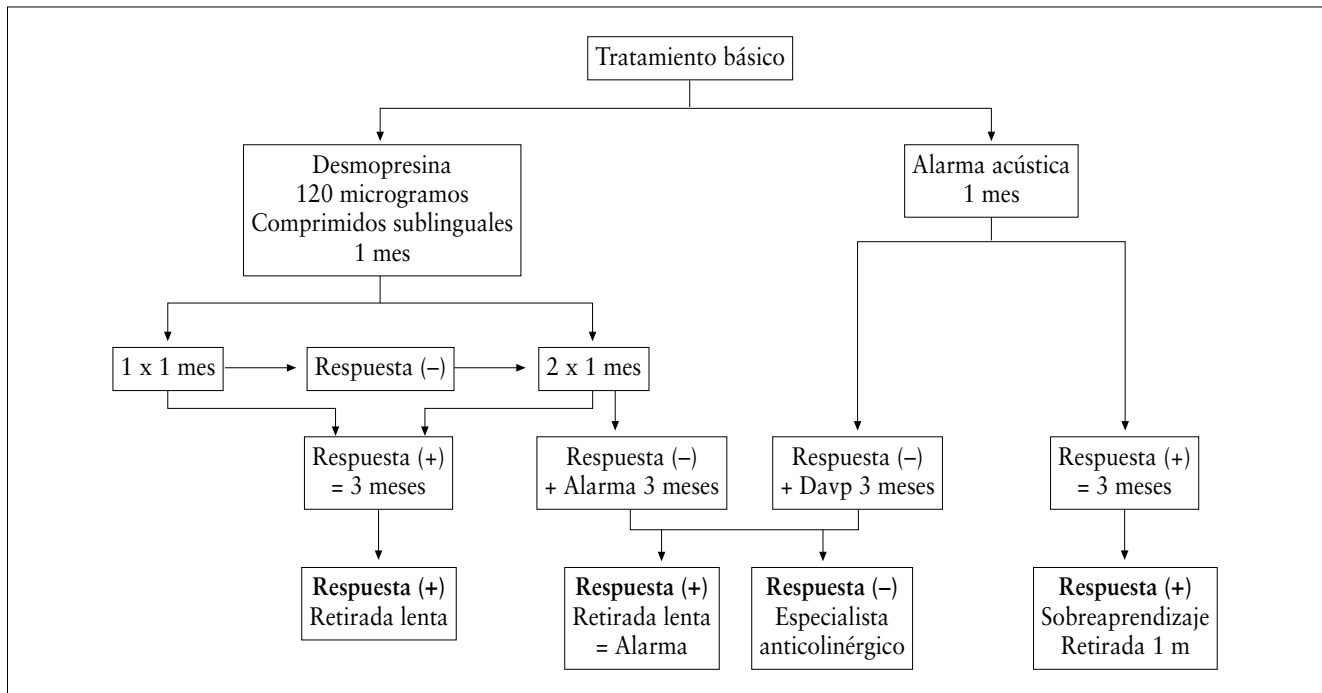 Tratamiento básico
Desmopresina
120 microgramos
Comprimidos sublinguales
1 mes
Alarma acústica
1 mes
1 x 1 mes
Respuesta (–)
2 x 1 mes
Respuesta (+)
= 3 meses
Respuesta (–)
+ Alarma 3 meses
Respuesta (–)
+ Davp 3 meses
Respuesta (+)
= 3 meses
Respuesta (+)
Retirada lenta
Respuesta (+)
Retirada lenta
= Alarma
Respuesta (–)
Especialista
anticolinérgico
Respuesta (+)
Sobreaprendizaje
Retirada 1 m